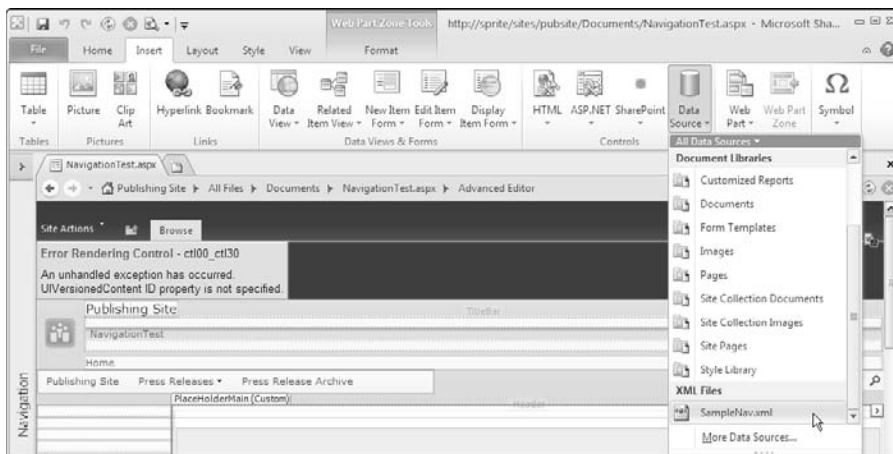 Web Part Zone Tools
http://sprite/sites/pubsite/Documents/NavigationTest.aspx - Microsoft Sha...
File Home Insert Layout Style View Format
Table Picture Clip Art Hyperlink Bookmark Data View Related Item View New Item Form Edit Item Form Display Item Form HTML ASP.NET SharePoint Data Source Web Part Web Part Zone Symbol
Tables Pictures Links Data Views & Forms Controls
All Data Sources
NavigationTest.aspx
Document Libraries
Publishing Site All Files Documents NavigationTest.aspx Advanced Editor
Customized Reports
Documents
Form Templates
Images
Pages
Site Collection Documents
Site Collection Images
Site Pages
Style Library
XML Files
SampleNav.xml
More Data Sources...
Site Actions Browse
Error Rendering Control - ctl00_ctl30
An unhandled exception has occurred.
UIVersionedContent ID property is not specified.
Publishing Site
TitleBar
NavigationTest
Home
Publishing Site Press Releases Press Release Archive
PlaceHolderMain (Custom)
Header
Navigation